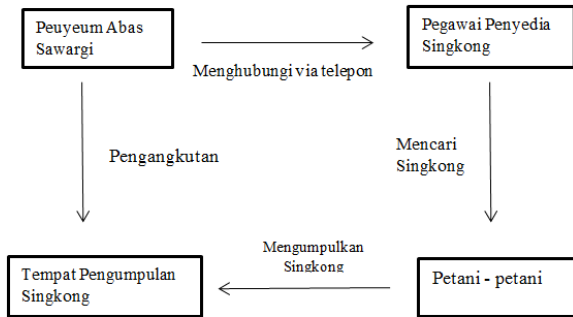 Peuyeum Abas
Sawargi
Menghubungi via telepon
Pegawai Penyedia
Singkong
Pengangkutan
Mencari
Singkong
Tempat Pengumpulan
Singkong
Mengumpulkan
Singkong
Petani - petani